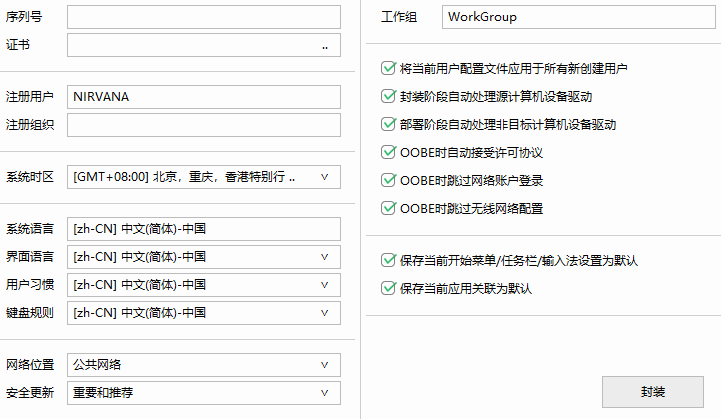 序列号
证书 ..
注册用户 NIRVANA
注册组织
系统时区 [GMT+08:00] 北京，重庆，香港特别行 ..
系统语言 [zh-CN] 中文(简体)-中国
界面语言 [zh-CN] 中文(简体)-中国
用户习惯 [zh-CN] 中文(简体)-中国
键盘规则 [zh-CN] 中文(简体)-中国
网络位置 公共网络
安全更新 重要和推荐
工作组 WorkGroup
将当前用户配置文件应用于所有新创建用户
封装阶段自动处理源计算机设备驱动
部署阶段自动处理非目标计算机设备驱动
OOBE时自动接受许可协议
OOBE时跳过网络账户登录
OOBE时跳过无线网络配置
保存当前开始菜单/任务栏/输入法设置为默认
保存当前应用关联为默认
封装